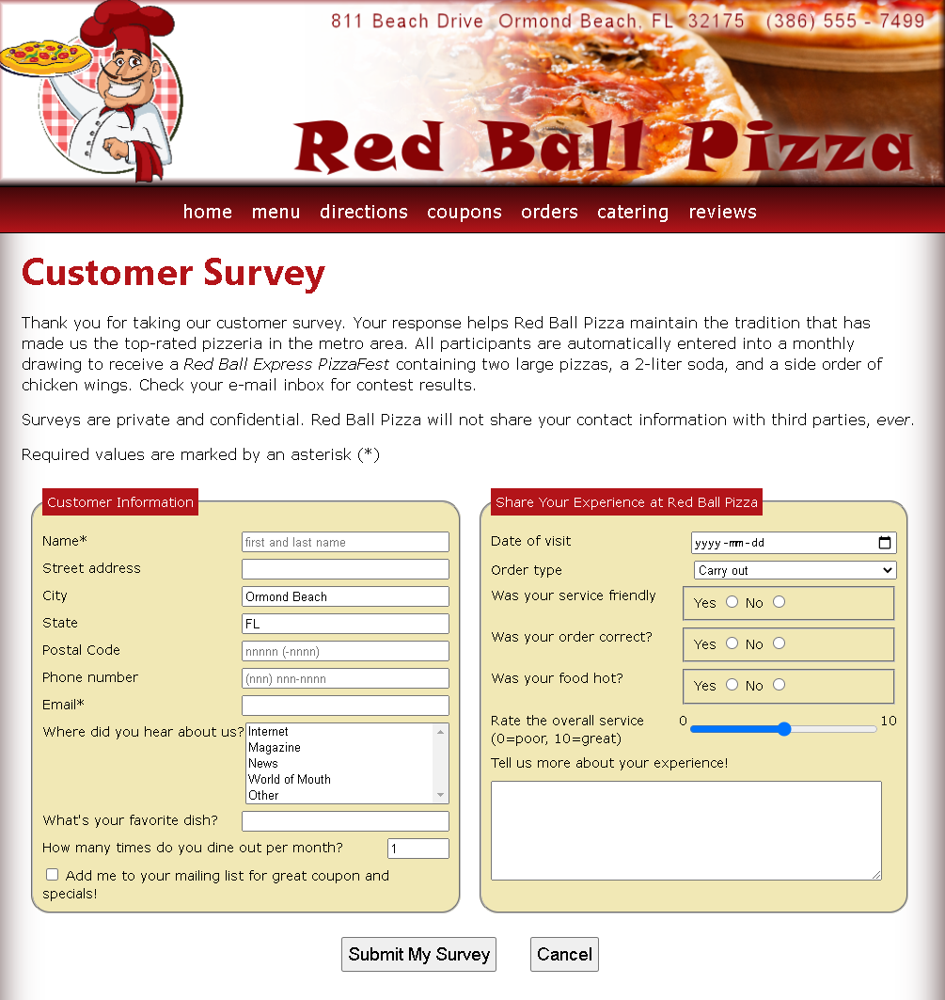 811 Beach Drive Ormond Beach, FL 32175 (386) 555 - 7499
Red Ball Pizza
home menu directions coupons orders catering reviews
Customer Survey
Thank you for taking our customer survey. Your response helps Red Ball Pizza maintain the tradition that has
made us the top-rated pizzeria in the metro area. All participants are automatically entered into a monthly
drawing to receive a Red Ball Express PizzaFest containing two large pizzas, a 2-liter soda, and a side order of
chicken wings. Check your e-mail inbox for contest results.
Surveys are private and confidential. Red Ball Pizza will not share your contact information with third parties, ever.
Required values are marked by an asterisk (*)
Customer Information
Name* first and last name
Street address
City Ormond Beach
State FL
Postal Code nnnnn (-nnnn)
Phone number (nnn) nnn-nnnn
Email*
Where did you hear about us? Internet
Magazine
News
World of Mouth
Other
What's your favorite dish?
How many times do you dine out per month? 1
Add me to your mailing list for great coupon and
specials!
Share Your Experience at Red Ball Pizza
Date of visit yyyy-mm-dd
Order type Carry out
Was your service friendly Yes No
Was your order correct? Yes No
Was your food hot? Yes No
Rate the overall service 0 10
(0=poor, 10=great)
Tell us more about your experience!
Submit My Survey Cancel